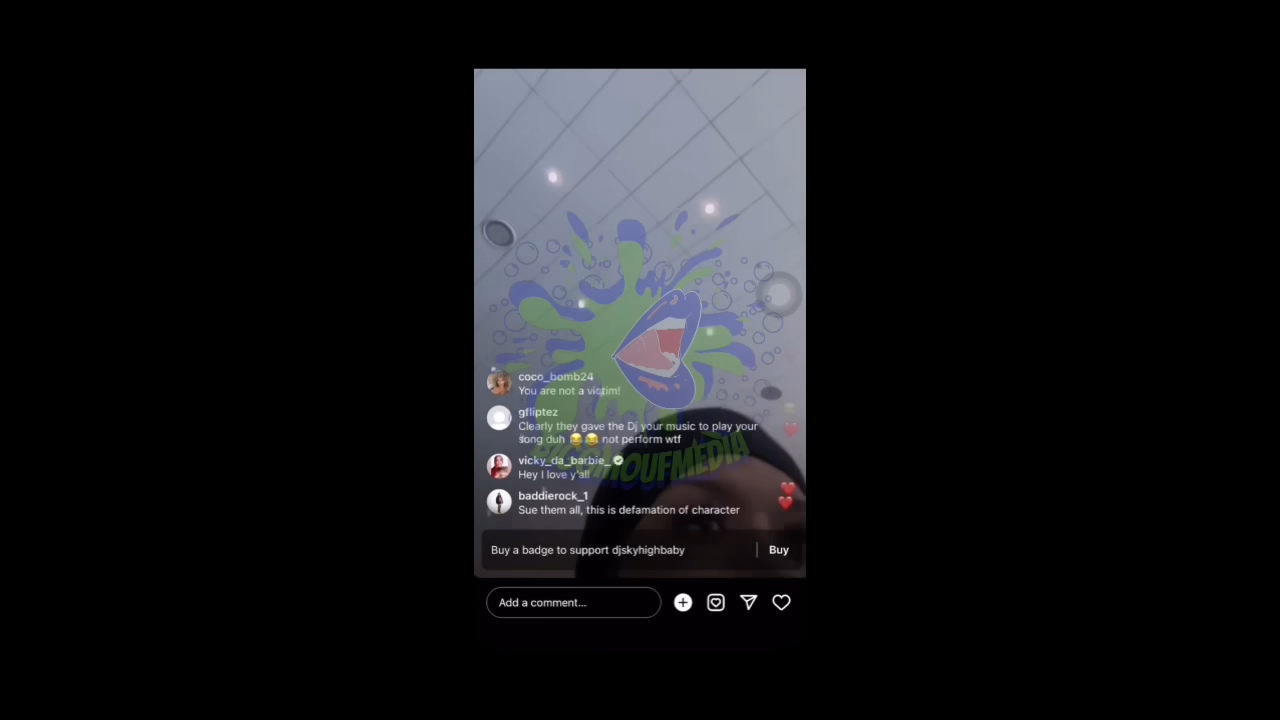 coco_bomb24
You are not a victim!
gfliptez
Clearly they gave the Dj your music to play your
song duh 😂😂 not perform wtf
vicky_da_barbie_
Hey I love y'all
baddierock_1
Sue them all, this is defamation of character
Buy a badge to support djskyhighbaby
Buy
Add a comment...